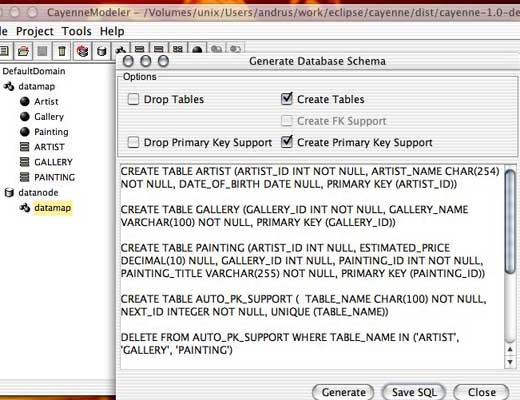 CayenneModeler - /Volumes/unix/Users/andrus/work/eclipse/cayenne/dist/cayenne-1.0-de
le Project Tools Help
DefaultDomain
datamap
Artist
Gallery
Painting
ARTIST
GALLERY
PAINTING
datanode
datamap
Generate Database Schema
Options
Drop Tables
Create Tables
Create FK Support
Drop Primary Key Support
Create Primary Key Support
CREATE TABLE ARTIST (ARTIST_ID INT NOT NULL, ARTIST_NAME CHAR(254)
NOT NULL, DATE_OF_BIRTH DATE NULL, PRIMARY KEY (ARTIST_ID))
CREATE TABLE GALLERY (GALLERY_ID INT NOT NULL, GALLERY_NAME
VARCHAR(100) NOT NULL, PRIMARY KEY (GALLERY_ID))
CREATE TABLE PAINTING (ARTIST_ID INT NULL, ESTIMATED_PRICE
DECIMAL(10) NULL, GALLERY_ID INT NULL, PAINTING_ID INT NOT NULL,
PAINTING_TITLE VARCHAR(255) NOT NULL, PRIMARY KEY (PAINTING_ID))
CREATE TABLE AUTO_PK_SUPPORT (  TABLE_NAME CHAR(100) NOT NULL,
NEXT_ID INTEGER NOT NULL, UNIQUE (TABLE_NAME))
DELETE FROM AUTO_PK_SUPPORT WHERE TABLE_NAME IN ('ARTIST',
'GALLERY', 'PAINTING')
Generate
Save SQL
Close